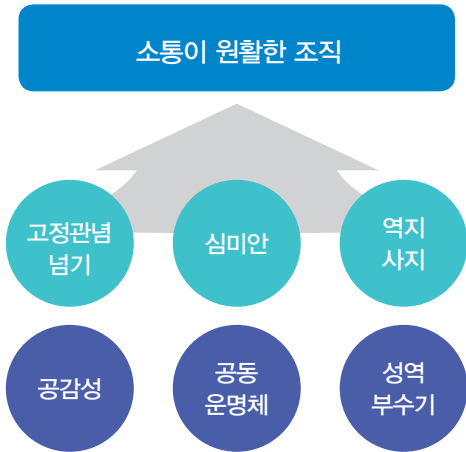 소통이 원활한 조직
고정관념
넘기
심미안
역지
사지
공감성
공동
운명체
성역
부수기